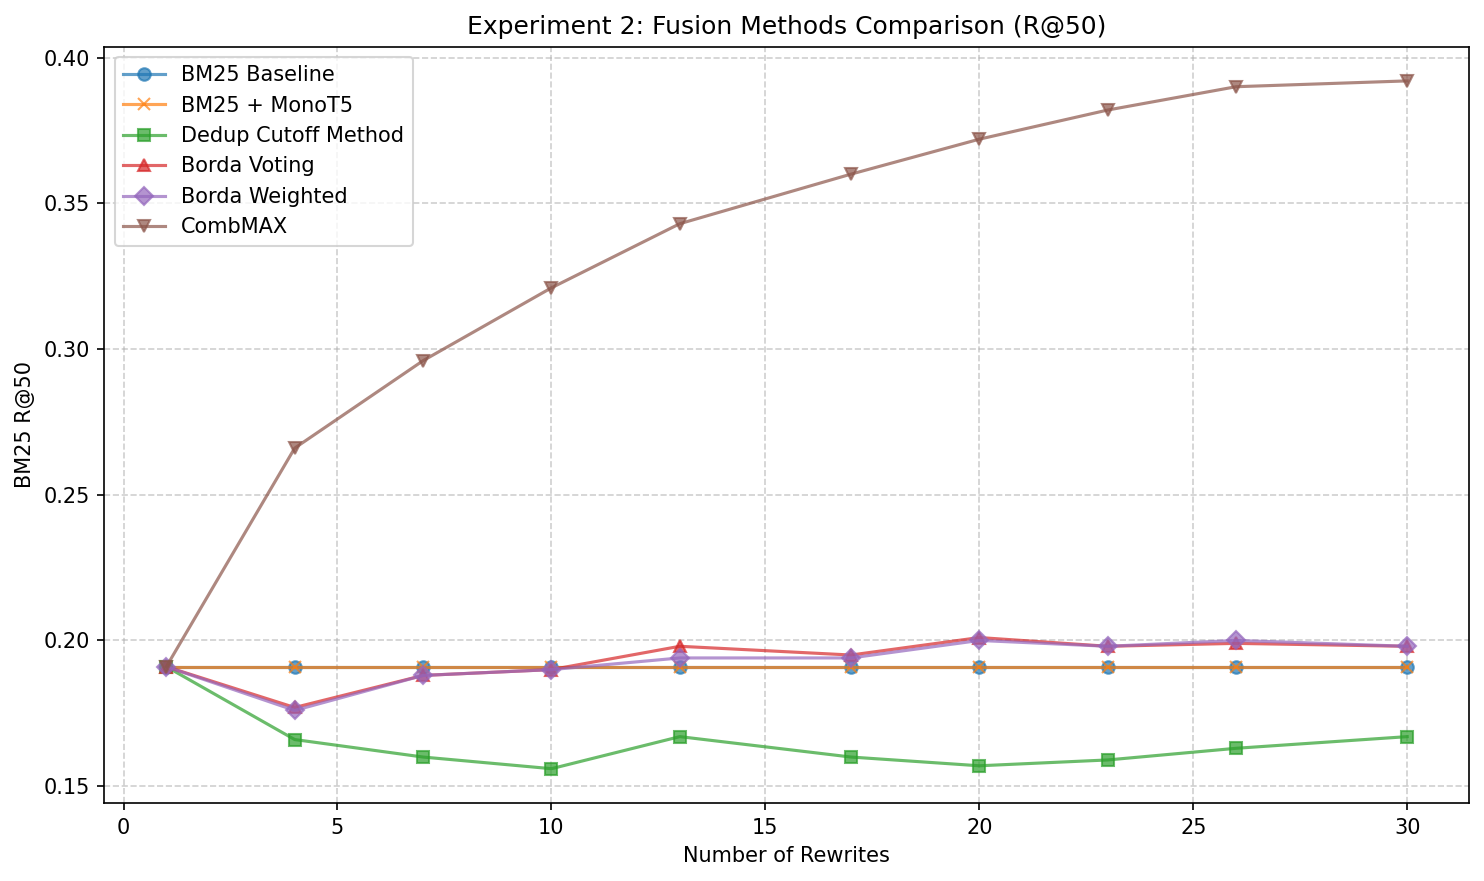 Experiment 2: Fusion Methods Comparison (R@50)
BM25 Baseline
BM25 + MonoT5
Dedup Cutoff Method
Borda Voting
Borda Weighted
CombMAX
BM25 R@50
0.40
0.35
0.30
0.25
0.20
0.15
0 5 10 15 20 25 30
Number of Rewrites